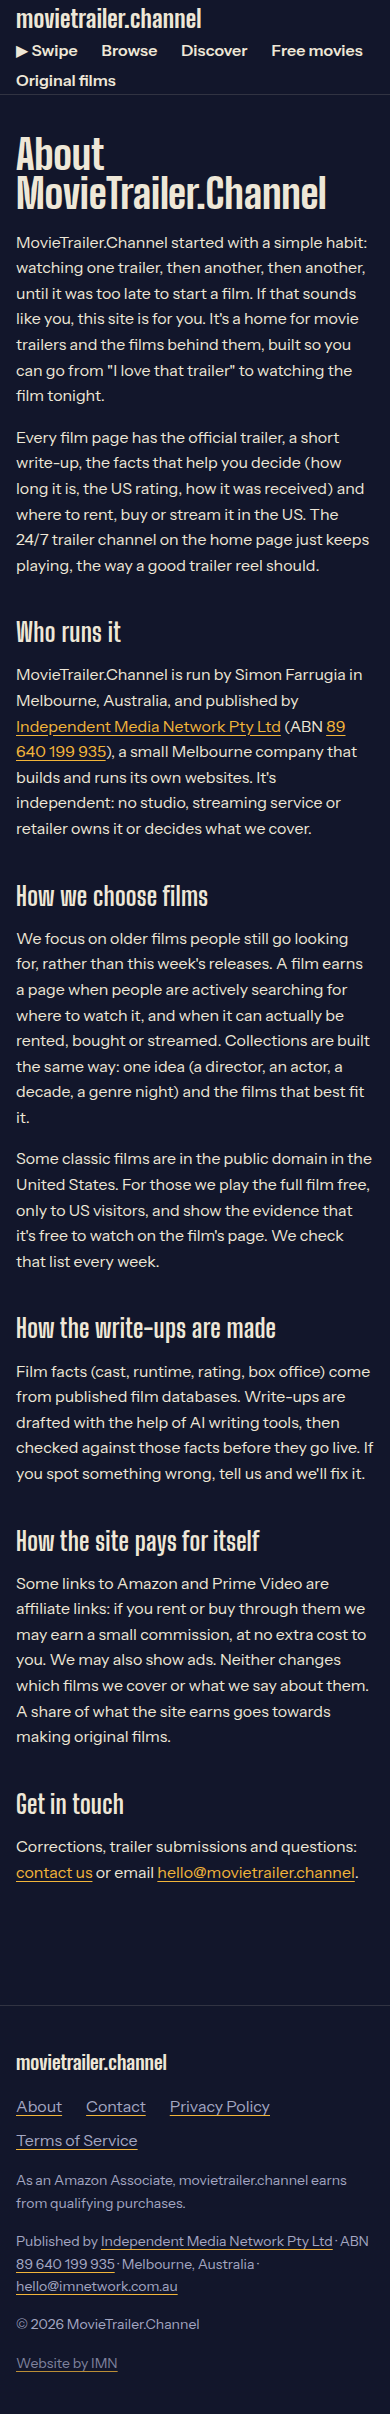 movietrailer.channel
▶ Swipe Browse Discover Free movies
Original films
About
MovieTrailer.Channel
MovieTrailer.Channel started with a simple habit:
watching one trailer, then another, then another,
until it was too late to start a film. If that sounds
like you, this site is for you. It's a home for movie
trailers and the films behind them, built so you
can go from "I love that trailer" to watching the
film tonight.
Every film page has the official trailer, a short
write-up, the facts that help you decide (how
long it is, the US rating, how it was received) and
where to rent, buy or stream it in the US. The
24/7 trailer channel on the home page just keeps
playing, the way a good trailer reel should.
Who runs it
MovieTrailer.Channel is run by Simon Farrugia in
Melbourne, Australia, and published by
Independent Media Network Pty Ltd (ABN 89
640 199 935), a small Melbourne company that
builds and runs its own websites. It's
independent: no studio, streaming service or
retailer owns it or decides what we cover.
How we choose films
We focus on older films people still go looking
for, rather than this week's releases. A film earns
a page when people are actively searching for
where to watch it, and when it can actually be
rented, bought or streamed. Collections are built
the same way: one idea (a director, an actor, a
decade, a genre night) and the films that best fit
it.
Some classic films are in the public domain in the
United States. For those we play the full film free,
only to US visitors, and show the evidence that
it's free to watch on the film's page. We check
that list every week.
How the write-ups are made
Film facts (cast, runtime, rating, box office) come
from published film databases. Write-ups are
drafted with the help of AI writing tools, then
checked against those facts before they go live. If
you spot something wrong, tell us and we'll fix it.
How the site pays for itself
Some links to Amazon and Prime Video are
affiliate links: if you rent or buy through them we
may earn a small commission, at no extra cost to
you. We may also show ads. Neither changes
which films we cover or what we say about them.
A share of what the site earns goes towards
making original films.
Get in touch
Corrections, trailer submissions and questions:
contact us or email hello@movietrailer.channel.
movietrailer.channel
About Contact Privacy Policy
Terms of Service
As an Amazon Associate, movietrailer.channel earns
from qualifying purchases.
Published by Independent Media Network Pty Ltd · ABN
89 640 199 935 · Melbourne, Australia ·
hello@imnetwork.com.au
© 2026 MovieTrailer.Channel
Website by IMN